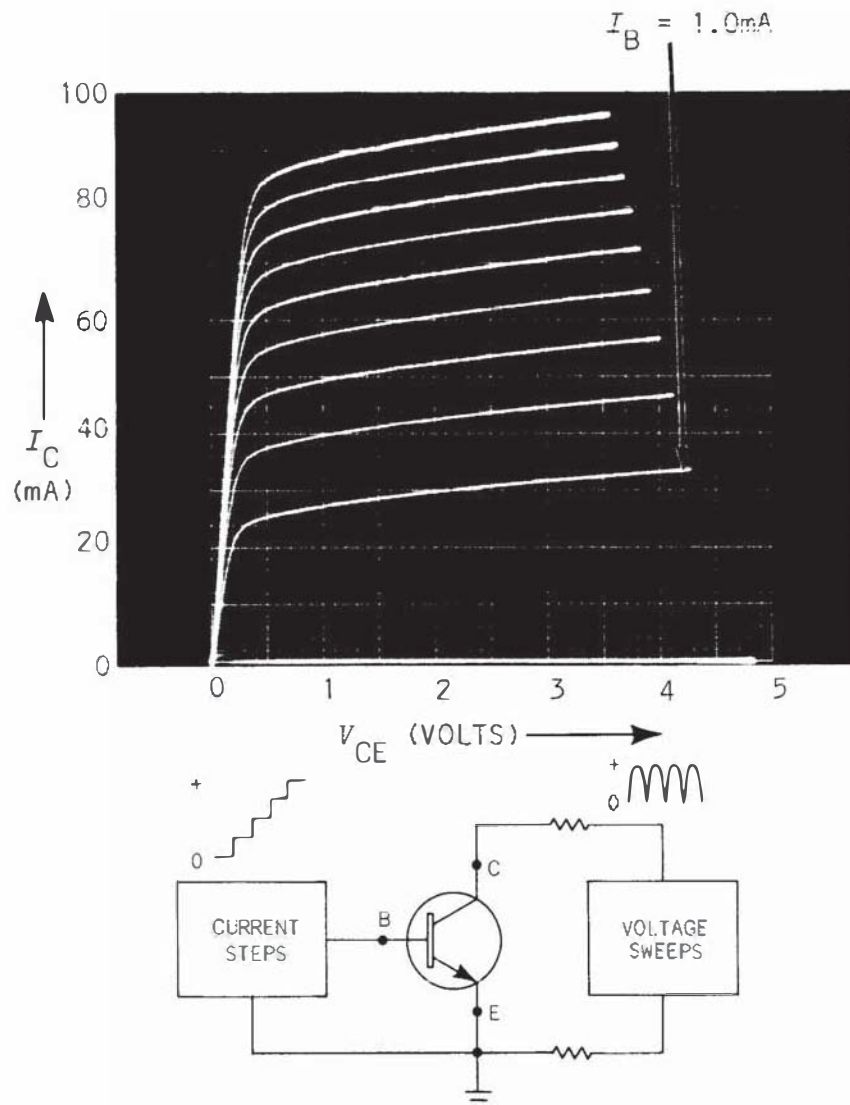 I_B = 1.0mA
100
80
60
40
20
0
I_C
(mA)
0 1 2 3 4 5
V_CE (VOLTS)
+
0
+
0
C
B
E
CURRENT
STEPS
VOLTAGE
SWEEPS